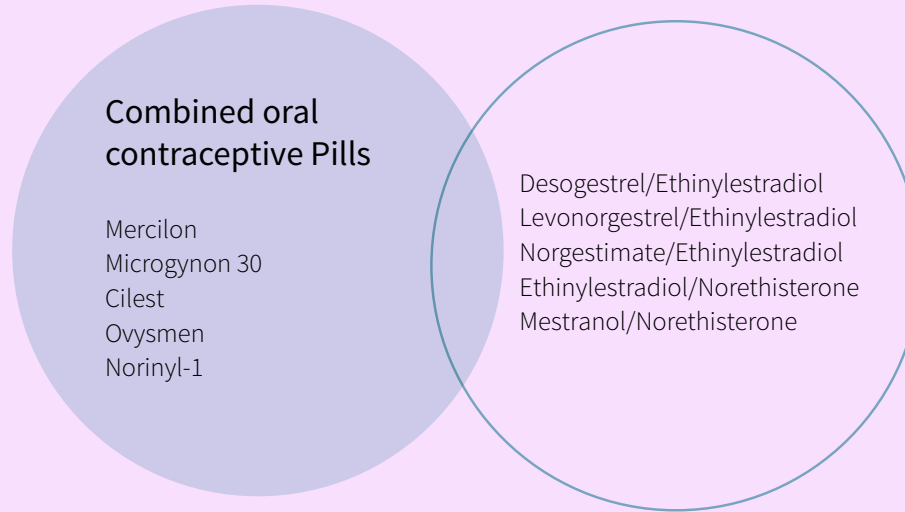 Combined oral
contraceptive Pills
Mercilon
Microgynon 30
Cilest
Ovysmen
Norinyl-1
Desogestrel/Ethinylestradiol
Levonorgestrel/Ethinylestradiol
Norgestimate/Ethinylestradiol
Ethinylestradiol/Norethisterone
Mestranol/Norethisterone